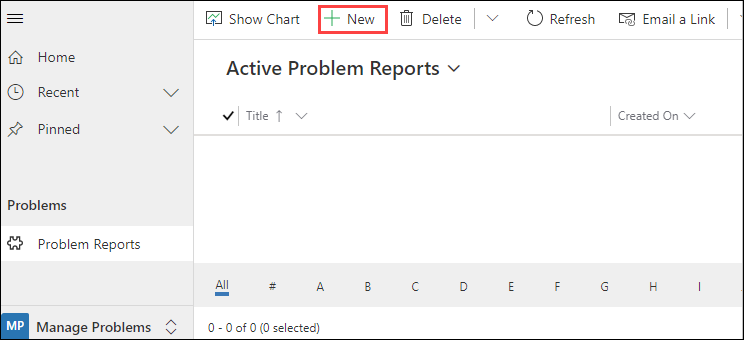 Show Chart New Delete Refresh Email a Link
Home
Recent
Pinned
Problems
Problem Reports
MP Manage Problems
Active Problem Reports
Title Created On
All # A B C D E F G H I
0 - 0 of 0 (0 selected)